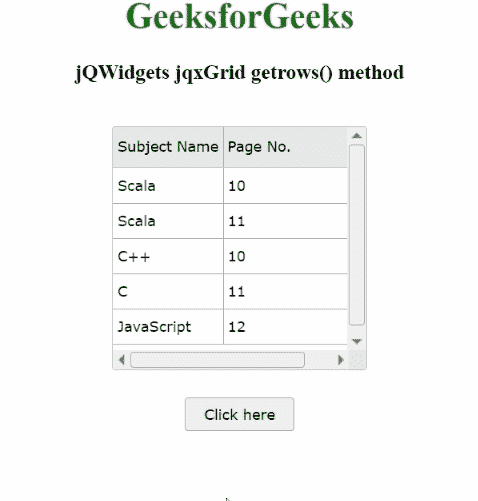 GeeksforGeeks
jQWidgets jqxGrid getrows() method
Subject Name Page No.
Scala 10
Scala 11
C++ 10
C 11
JavaScript 12
Click here